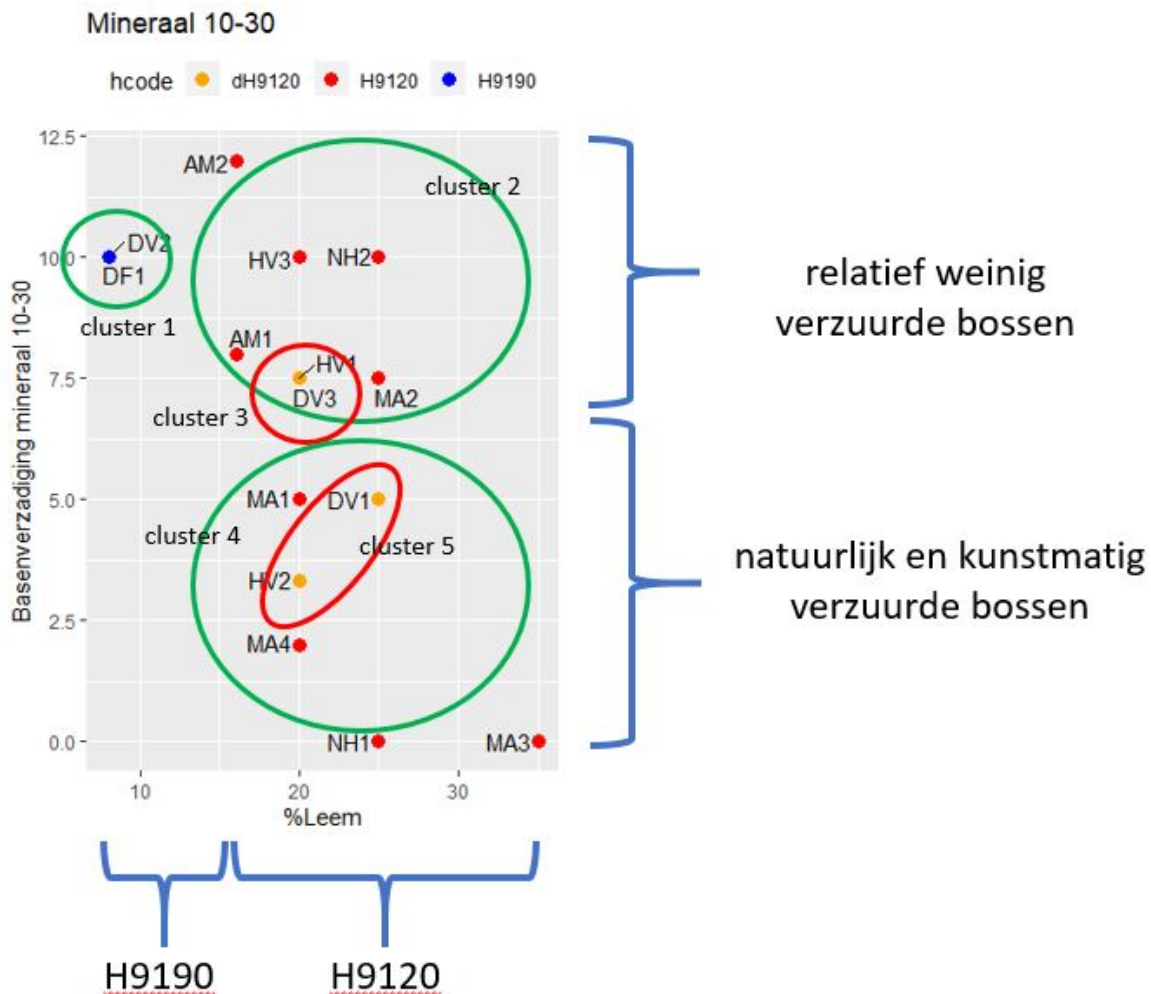 Mineraal 10-30
hcode dH9120 H9120 H9190
Basenverzadiging mineraal 10-30
12.5
10.0
7.5
5.0
2.5
0.0
AM2
cluster 2
DV2
DF1
HV3
NH2
cluster 1
AM1
HV1
DV3
MA2
cluster 3
MA1
DV1
cluster 4
cluster 5
HV2
MA4
NH1
MA3
10
20
30
%Leem
relatief weinig
verzuurde bossen
natuurlijk en kunstmatig
verzuurde bossen
H9190
H9120